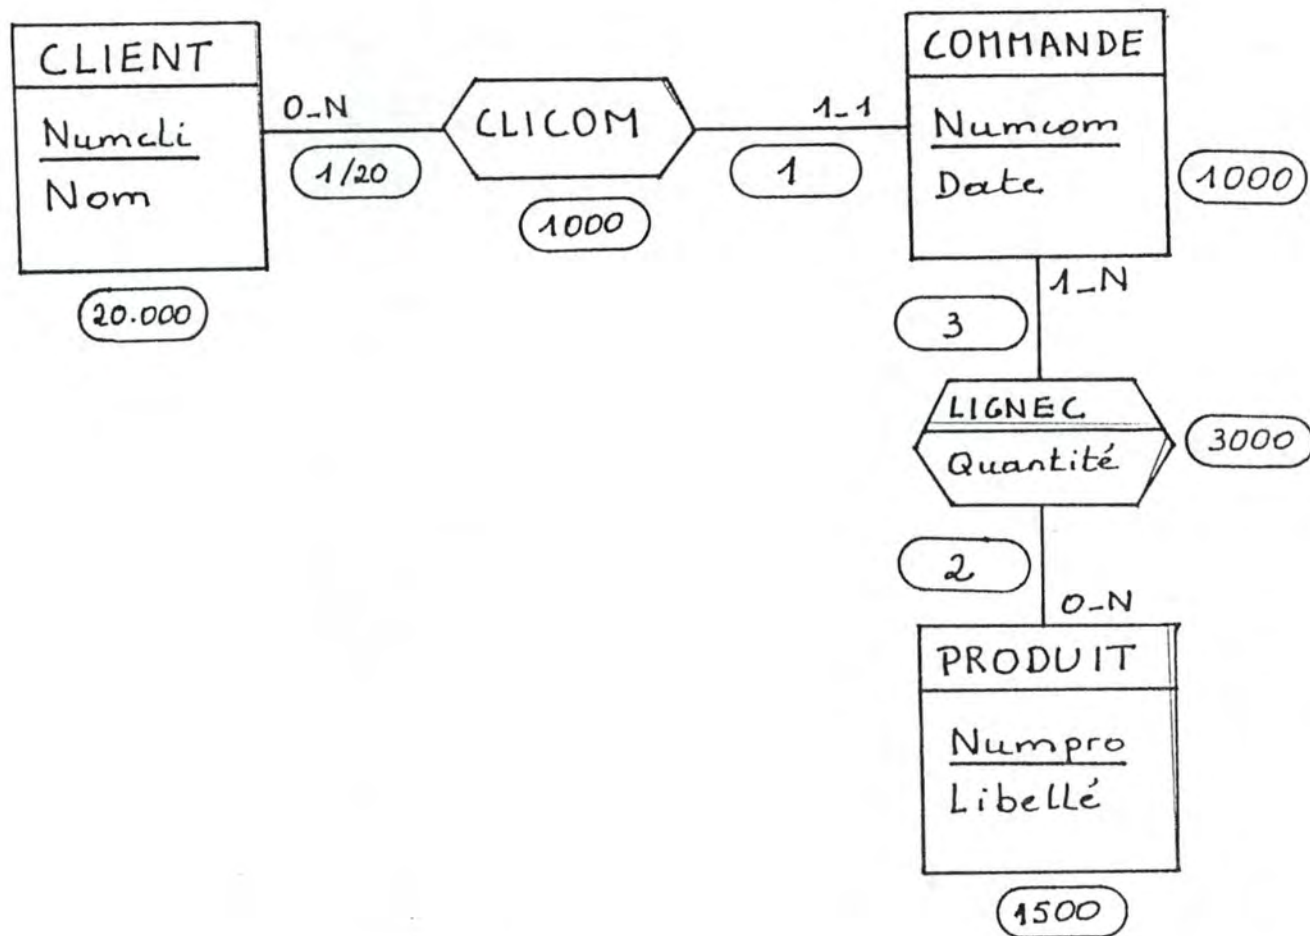 CLIENT
Numcli
Nom
20.000
0_N
1/20
CLICOM
1000
1_1
1
COMMANDE
Numcom
Date
1000
1_N
3
LIGNEC
Quantité
3000
2
0_N
PRODUIT
Numpro
Libellé
1500